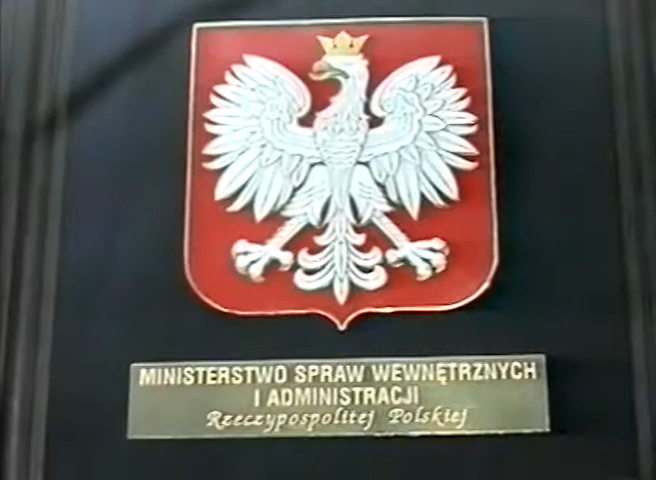 MINISTERSTWO SPRAW WEWNĘTRZNYCH
I ADMINISTRACJI
Rzeczypospolitej Polskiej